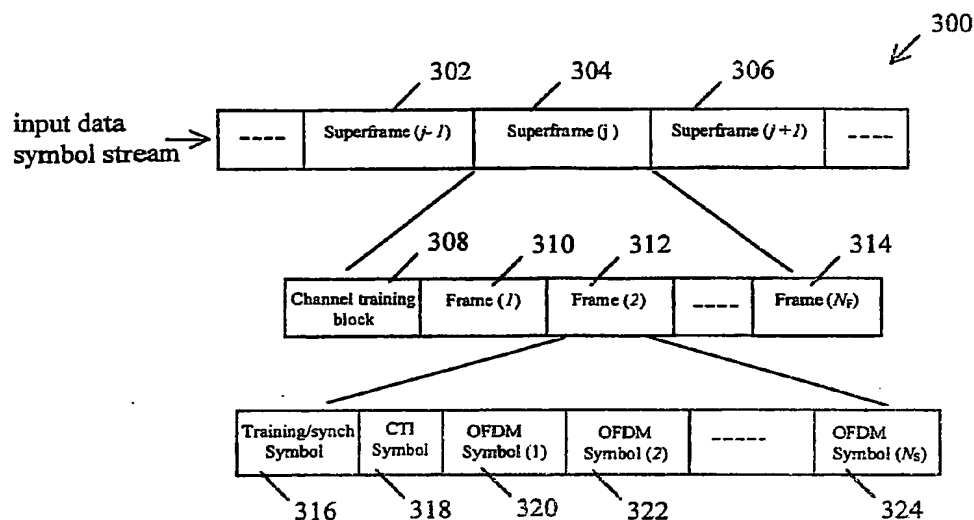 300
302 304 306
input data
symbol stream
---- Superframe (j-1) Superframe (j) Superframe (j+1) ----
308 310 312 314
Channel training
block
Frame (1) Frame (2) ---- Frame (N_F)
Training/synch
Symbol
CTI
Symbol
OFDM
Symbol (1)
OFDM
Symbol (2)
-----
OFDM
Symbol (N_S)
316 318 320 322 324